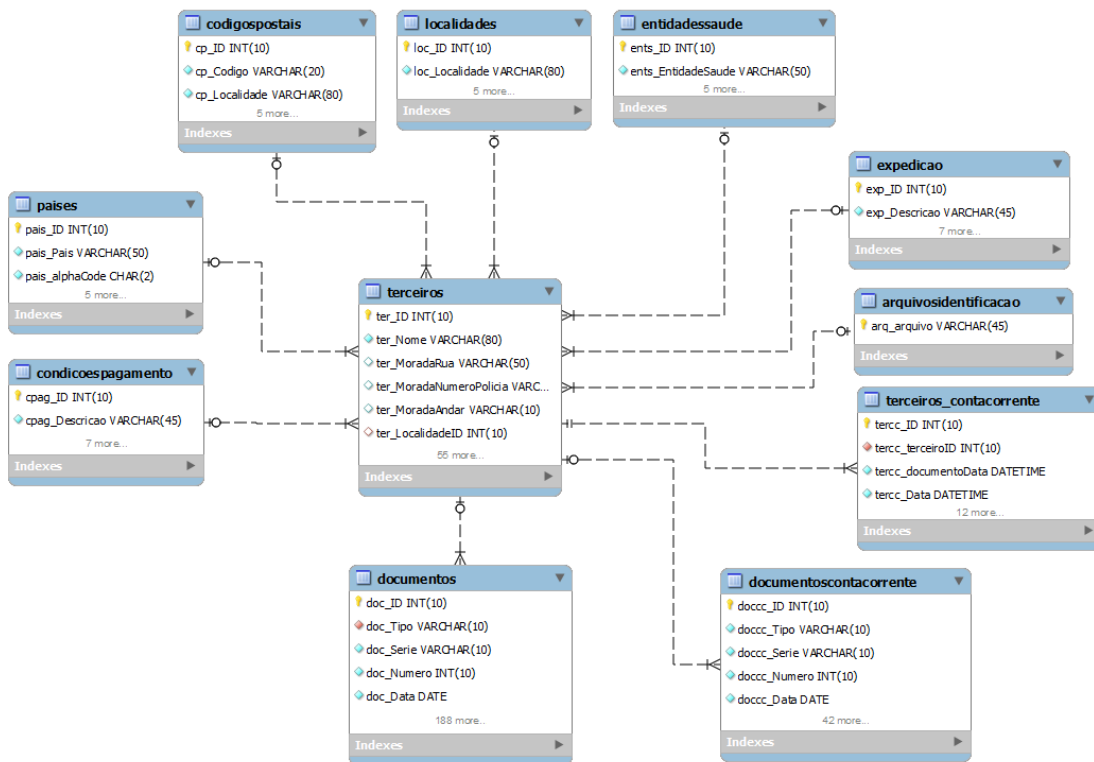 codigospostais
cp_ID INT(10)
cp_Codigo VARCHAR(20)
cp_Localidade VARCHAR(80)
5 more...
Indexes
localidades
loc_ID INT(10)
loc_Localidade VARCHAR(80)
5 more...
Indexes
entidadessaude
ents_ID INT(10)
ents_EntidadeSaude VARCHAR(50)
5 more...
Indexes
expedicao
exp_ID INT(10)
exp_Descricao VARCHAR(45)
7 more...
Indexes
paises
pais_ID INT(10)
pais_Pais VARCHAR(50)
pais_alphaCode CHAR(2)
5 more...
Indexes
terceiros
ter_ID INT(10)
ter_Nome VARCHAR(80)
ter_MoradaRua VARCHAR(50)
ter_MoradaNumeroPolicia VARC...
ter_MoradaAndar VARCHAR(10)
ter_LocalidadeID INT(10)
55 more...
Indexes
arquivosidentificacao
arq_arquivo VARCHAR(45)
Indexes
condicoespagamento
cpag_ID INT(10)
cpag_Descricao VARCHAR(45)
7 more...
Indexes
terceiros_contacorrente
tercc_ID INT(10)
tercc_terceiroID INT(10)
tercc_documentoData DATETIME
tercc_Data DATETIME
12 more...
Indexes
documentos
doc_ID INT(10)
doc_Tipo VARCHAR(10)
doc_Serie VARCHAR(10)
doc_Numero INT(10)
doc_Data DATE
188 more...
Indexes
documentoscontacorrente
doccc_ID INT(10)
doccc_Tipo VARCHAR(10)
doccc_Serie VARCHAR(10)
doccc_Numero INT(10)
doccc_Data DATE
42 more...
Indexes